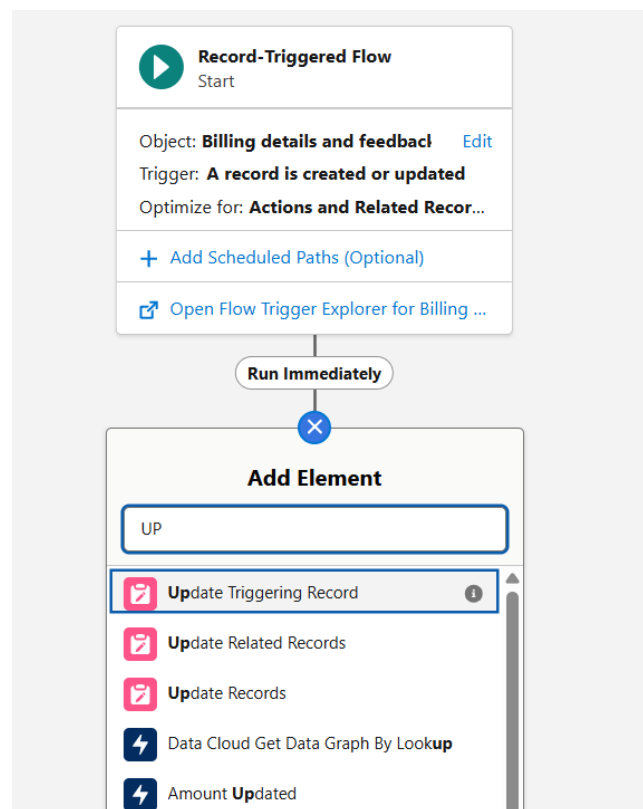 Record-Triggered Flow
Start
Object: Billing details and feedback Edit
Trigger: A record is created or updated
Optimize for: Actions and Related Recor...
+ Add Scheduled Paths (Optional)
Open Flow Trigger Explorer for Billing ...
Run Immediately
Add Element
UP
Update Triggering Record
Update Related Records
Update Records
Data Cloud Get Data Graph By Lookup
Amount Updated